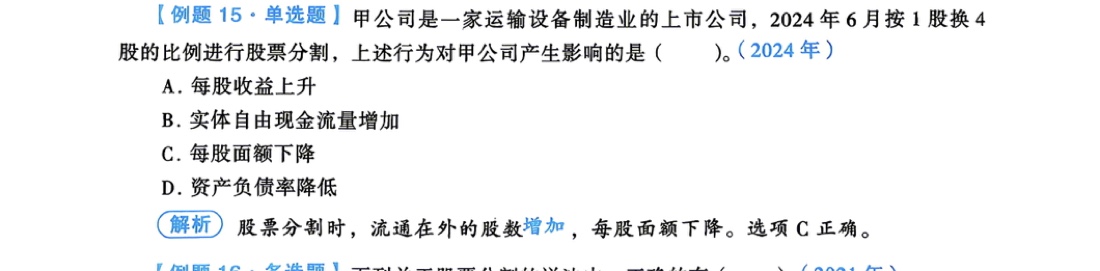 【例题 15·单选题】甲公司是一家运输设备制造业的上市公司，2024 年 6 月按 1 股换 4
股的比例进行股票分割，上述行为对甲公司产生影响的是（　　）。（2024 年）
A. 每股收益上升
B. 实体自由现金流量增加
C. 每股面额下降
D. 资产负债率降低
解析 股票分割时，流通在外的股数增加，每股面额下降。选项 C 正确。